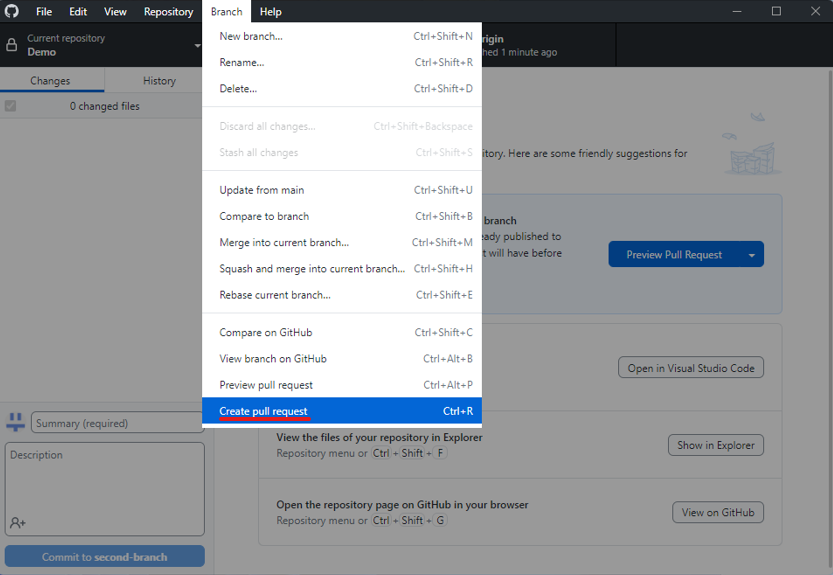 File Edit View Repository Branch Help
Current repository
Demo
rigin
hed 1 minute ago
Changes History
0 changed files
New branch... Ctrl+Shift+N
Rename... Ctrl+Shift+R
Delete... Ctrl+Shift+D
Discard all changes... Ctrl+Shift+Backspace
Stash all changes Ctrl+Shift+S
Update from main Ctrl+Shift+U
Compare to branch Ctrl+Shift+B
Merge into current branch... Ctrl+Shift+M
Squash and merge into current branch... Ctrl+Shift+H
Rebase current branch... Ctrl+Shift+E
Compare on GitHub Ctrl+Shift+C
View branch on GitHub Ctrl+Alt+B
Preview pull request Ctrl+Alt+P
Create pull request Ctrl+R
itory. Here are some friendly suggestions for
branch
eady published to
t will have before
Preview Pull Request
Open in Visual Studio Code
View the files of your repository in Explorer
Repository menu or Ctrl + Shift + F
Show in Explorer
Open the repository page on GitHub in your browser
Repository menu or Ctrl + Shift + G
View on GitHub
Summary (required)
Description
Commit to second-branch